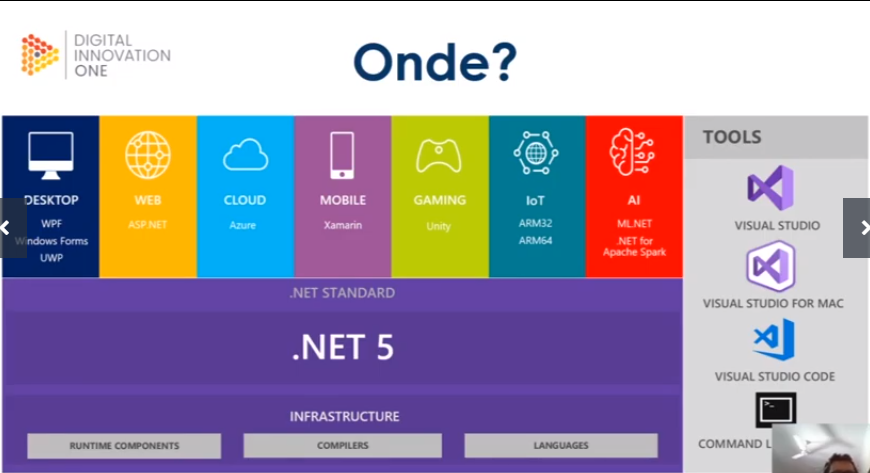 DIGITAL
INNOVATION
ONE
Onde?
DESKTOP
WPF
Windows Forms
UWP
WEB
ASP.NET
CLOUD
Azure
MOBILE
Xamarin
GAMING
Unity
IoT
ARM32
ARM64
AI
ML.NET
.NET for
Apache Spark
.NET STANDARD
.NET 5
INFRASTRUCTURE
RUNTIME COMPONENTS
COMPILERS
LANGUAGES
TOOLS
VISUAL STUDIO
VISUAL STUDIO FOR MAC
VISUAL STUDIO CODE
COMMAND L